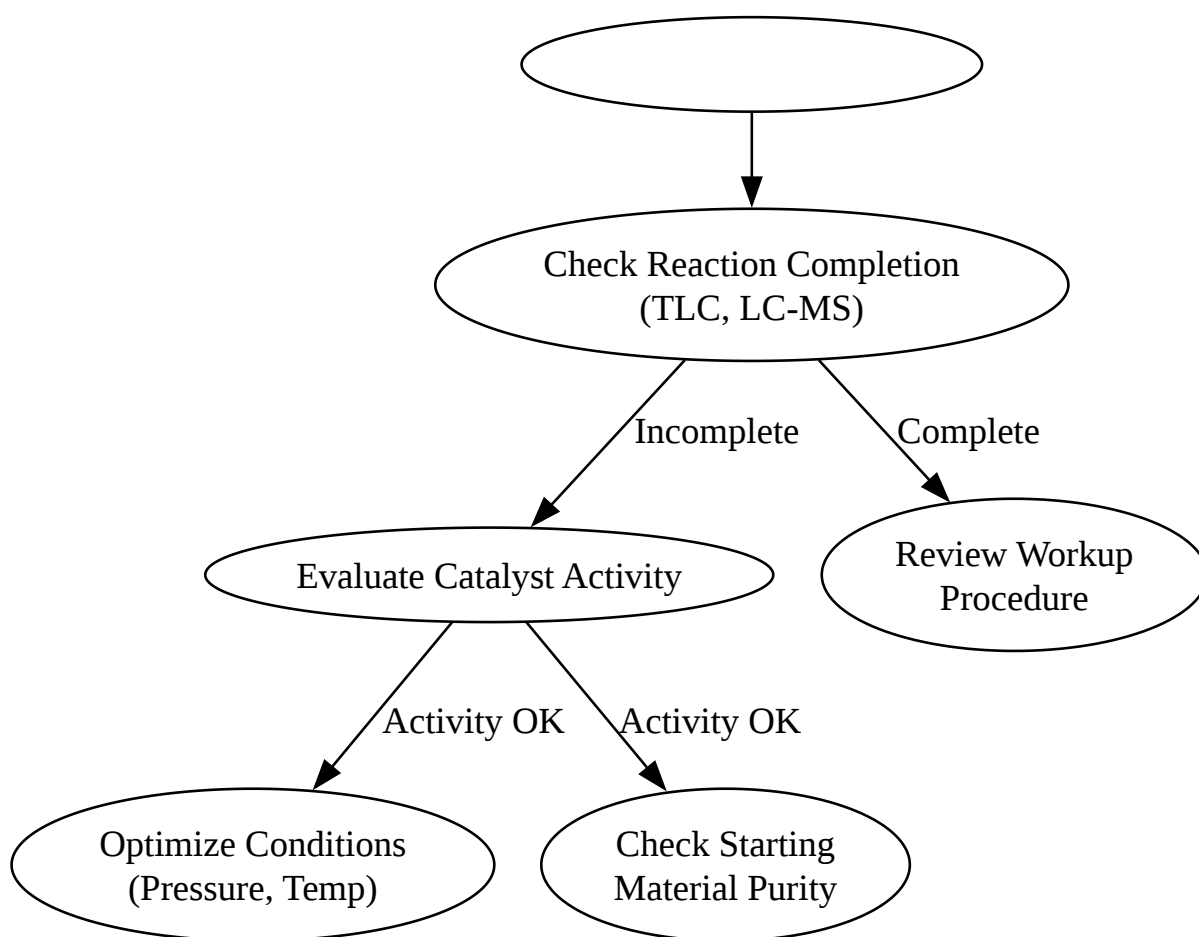 Check Reaction Completion
(TLC, LC-MS)
Incomplete
Complete
Evaluate Catalyst Activity
Review Workup
Procedure
Activity OK
Activity OK
Optimize Conditions
(Pressure, Temp)
Check Starting
Material Purity